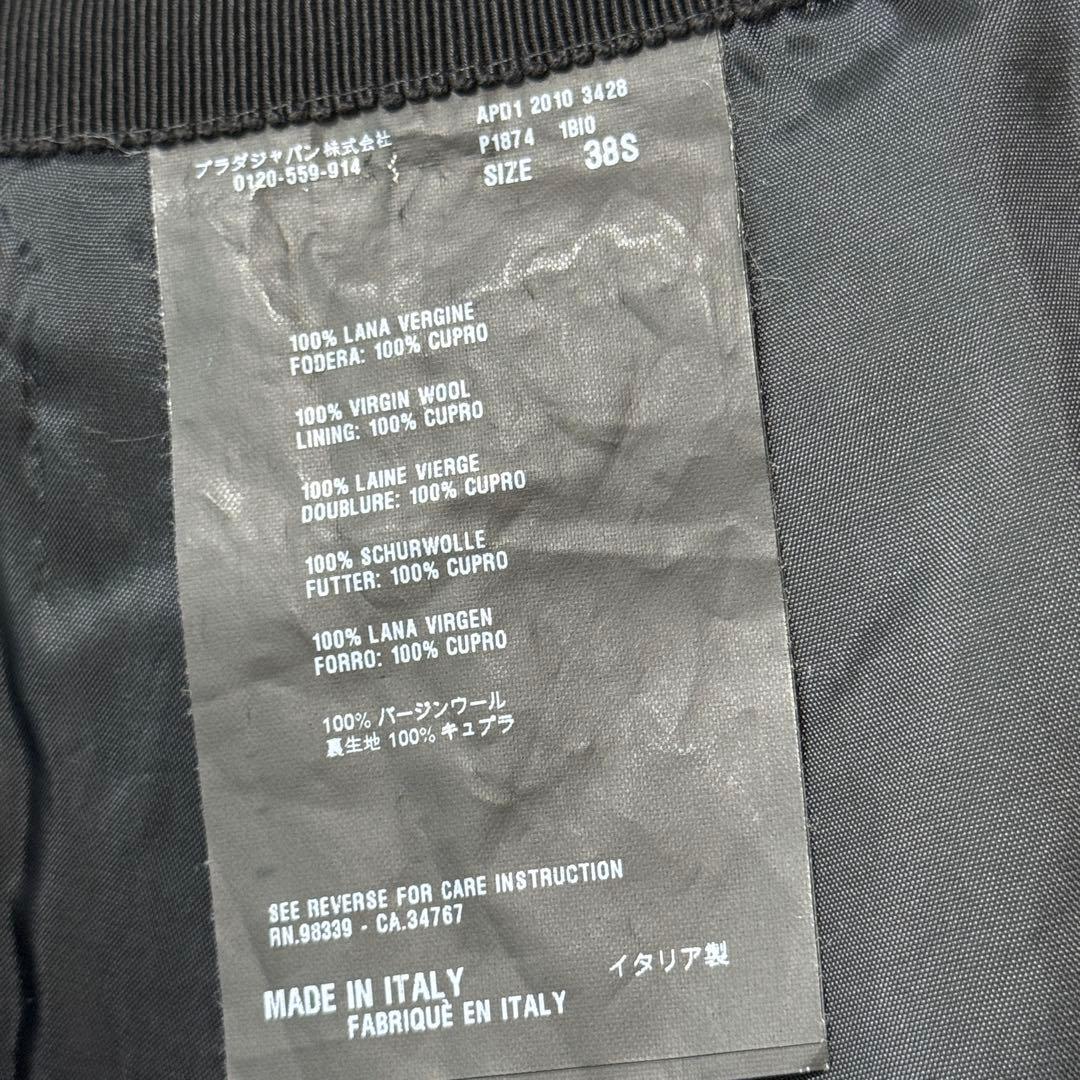 プラダジャパン株式会社
0120-559-914
APD1 2010 3428
P1874 1BI0
SIZE 38S
100% LANA VERGINE
FODERA: 100% CUPRO
100% VIRGIN WOOL
LINING: 100% CUPRO
100% LAINE VIERGE
DOUBLURE: 100% CUPRO
100% SCHURWOLLE
FUTTER: 100% CUPRO
100% LANA VIRGEN
FORRO: 100% CUPRO
100% バージンウール
裏生地 100% キュプラ
SEE REVERSE FOR CARE INSTRUCTION
RN.98339 - CA.34767
イタリア製
MADE IN ITALY
FABRIQUÈ EN ITALY